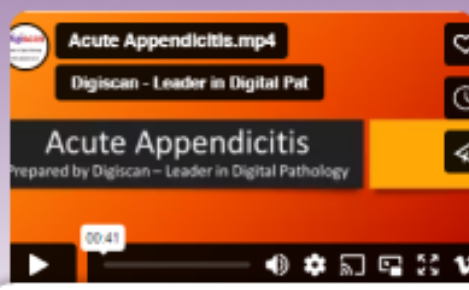 Acute Appendicitis.mp4
Digiscan - Leader in Digital Pat
Acute Appendicitis
Prepared by Digiscan – Leader in Digital Pathology
00:41